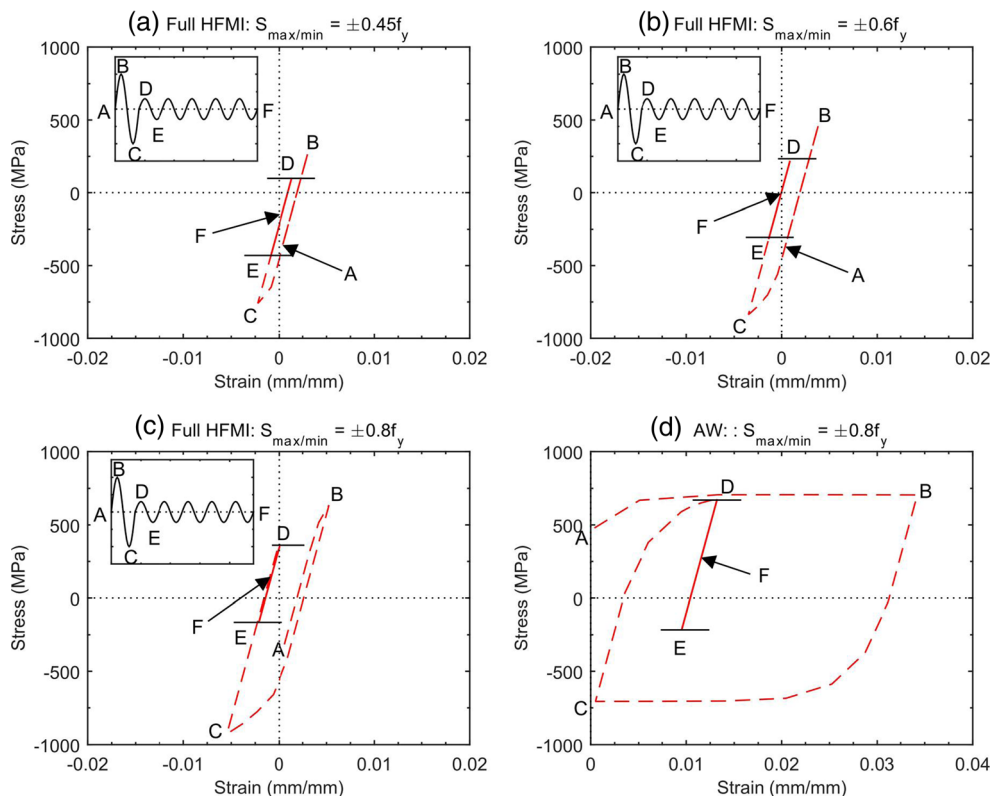 (a) Full HFMI: Smax/min = ±0.45fy
1000
500
0
-500
-1000
Stress (MPa)
B
D
A
F
E
C
B
D
F
E
A
C
-0.02
-0.01
0
0.01
0.02
Strain (mm/mm)
(b) Full HFMI: Smax/min = ±0.6fy
1000
500
0
-500
-1000
Stress (MPa)
B
D
A
F
E
C
B
D
F
E
A
C
-0.02
-0.01
0
0.01
0.02
Strain (mm/mm)
(c) Full HFMI: Smax/min = ±0.8fy
1000
500
0
-500
-1000
Stress (MPa)
B
D
A
F
E
C
B
D
F
E
A
C
-0.02
-0.01
0
0.01
0.02
Strain (mm/mm)
(d) AW: : Smax/min = ±0.8fy
1000
500
0
-500
-1000
Stress (MPa)
D
B
A
F
E
C
0
0.01
0.02
0.03
0.04
Strain (mm/mm)